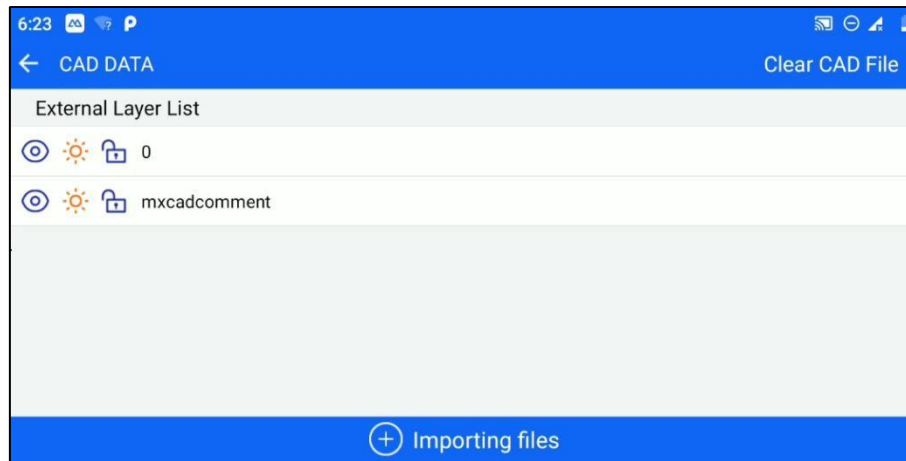 6:23
CAD DATA Clear CAD File
External Layer List
0
mxcadcomment
Importing files